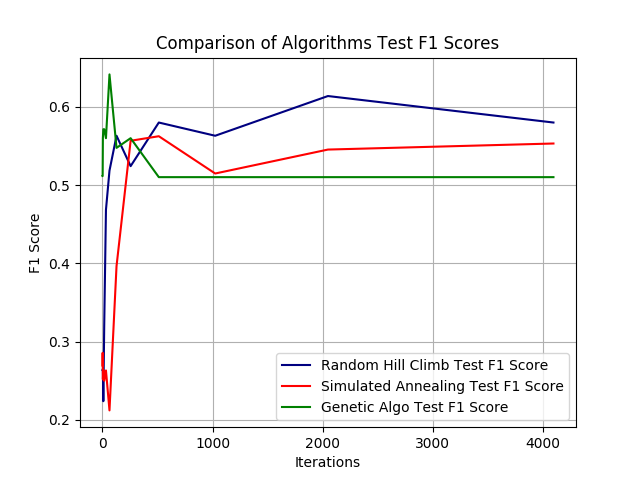 Comparison of Algorithms Test F1 Scores
0.6
0.5
0.4
0.3
0.2
F1 Score
Random Hill Climb Test F1 Score
Simulated Annealing Test F1 Score
Genetic Algo Test F1 Score
0 1000 2000 3000 4000
Iterations